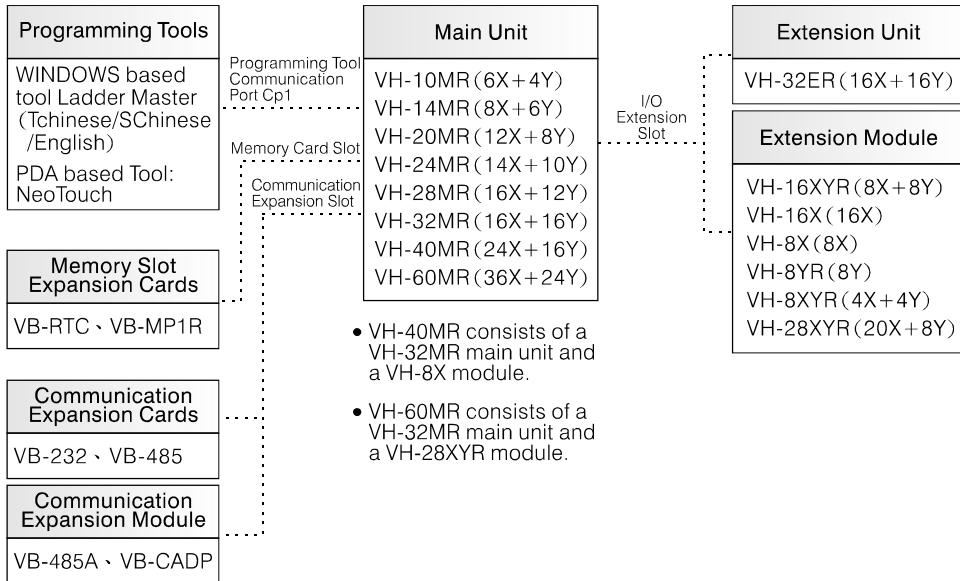 Programming Tools
WINDOWS based
tool Ladder Master
(Tchinese/SChinese
/English)
PDA based Tool:
NeoTouch
Memory Slot
Expansion Cards
VB-RTC、VB-MP1R
Communication
Expansion Cards
VB-232、VB-485
Communication
Expansion Module
VB-485A、VB-CADP
Programming Tool
Communication
Port Cp1
Memory Card Slot
Communication
Expansion Slot
Main Unit
VH-10MR(6X+4Y)
VH-14MR(8X+6Y)
VH-20MR(12X+8Y)
VH-24MR(14X+10Y)
VH-28MR(16X+12Y)
VH-32MR(16X+16Y)
VH-40MR(24X+16Y)
VH-60MR(36X+24Y)
• VH-40MR consists of a
VH-32MR main unit and
a VH-8X module.
• VH-60MR consists of a
VH-32MR main unit and
a VH-28XYR module.
I/O
Extension
Slot
Extension Unit
VH-32ER(16X+16Y)
Extension Module
VH-16XYR(8X+8Y)
VH-16X(16X)
VH-8X(8X)
VH-8YR(8Y)
VH-8XYR(4X+4Y)
VH-28XYR(20X+8Y)